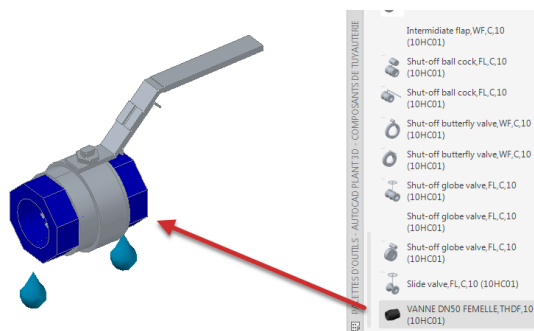 Intermidiate flap,WF,C,10
(10HC01)
Shut-off ball cock,FL,C,10
(10HC01)
Shut-off ball cock,FL,C,10
(10HC01)
Shut-off butterfly valve,WF,C,10
(10HC01)
Shut-off butterfly valve,WF,C,10
(10HC01)
Shut-off globe valve,FL,C,10
(10HC01)
Shut-off globe valve,FL,C,10
(10HC01)
Shut-off globe valve,FL,C,10
(10HC01)
Slide valve,FL,C,10 (10HC01)
VANNE DN50 FEMELLE,THDF,10
(10HC01)
PALETTES D'OUTILS - AUTOCAD PLANT 3D - COMPOSANTS DE TUYAUTERIE